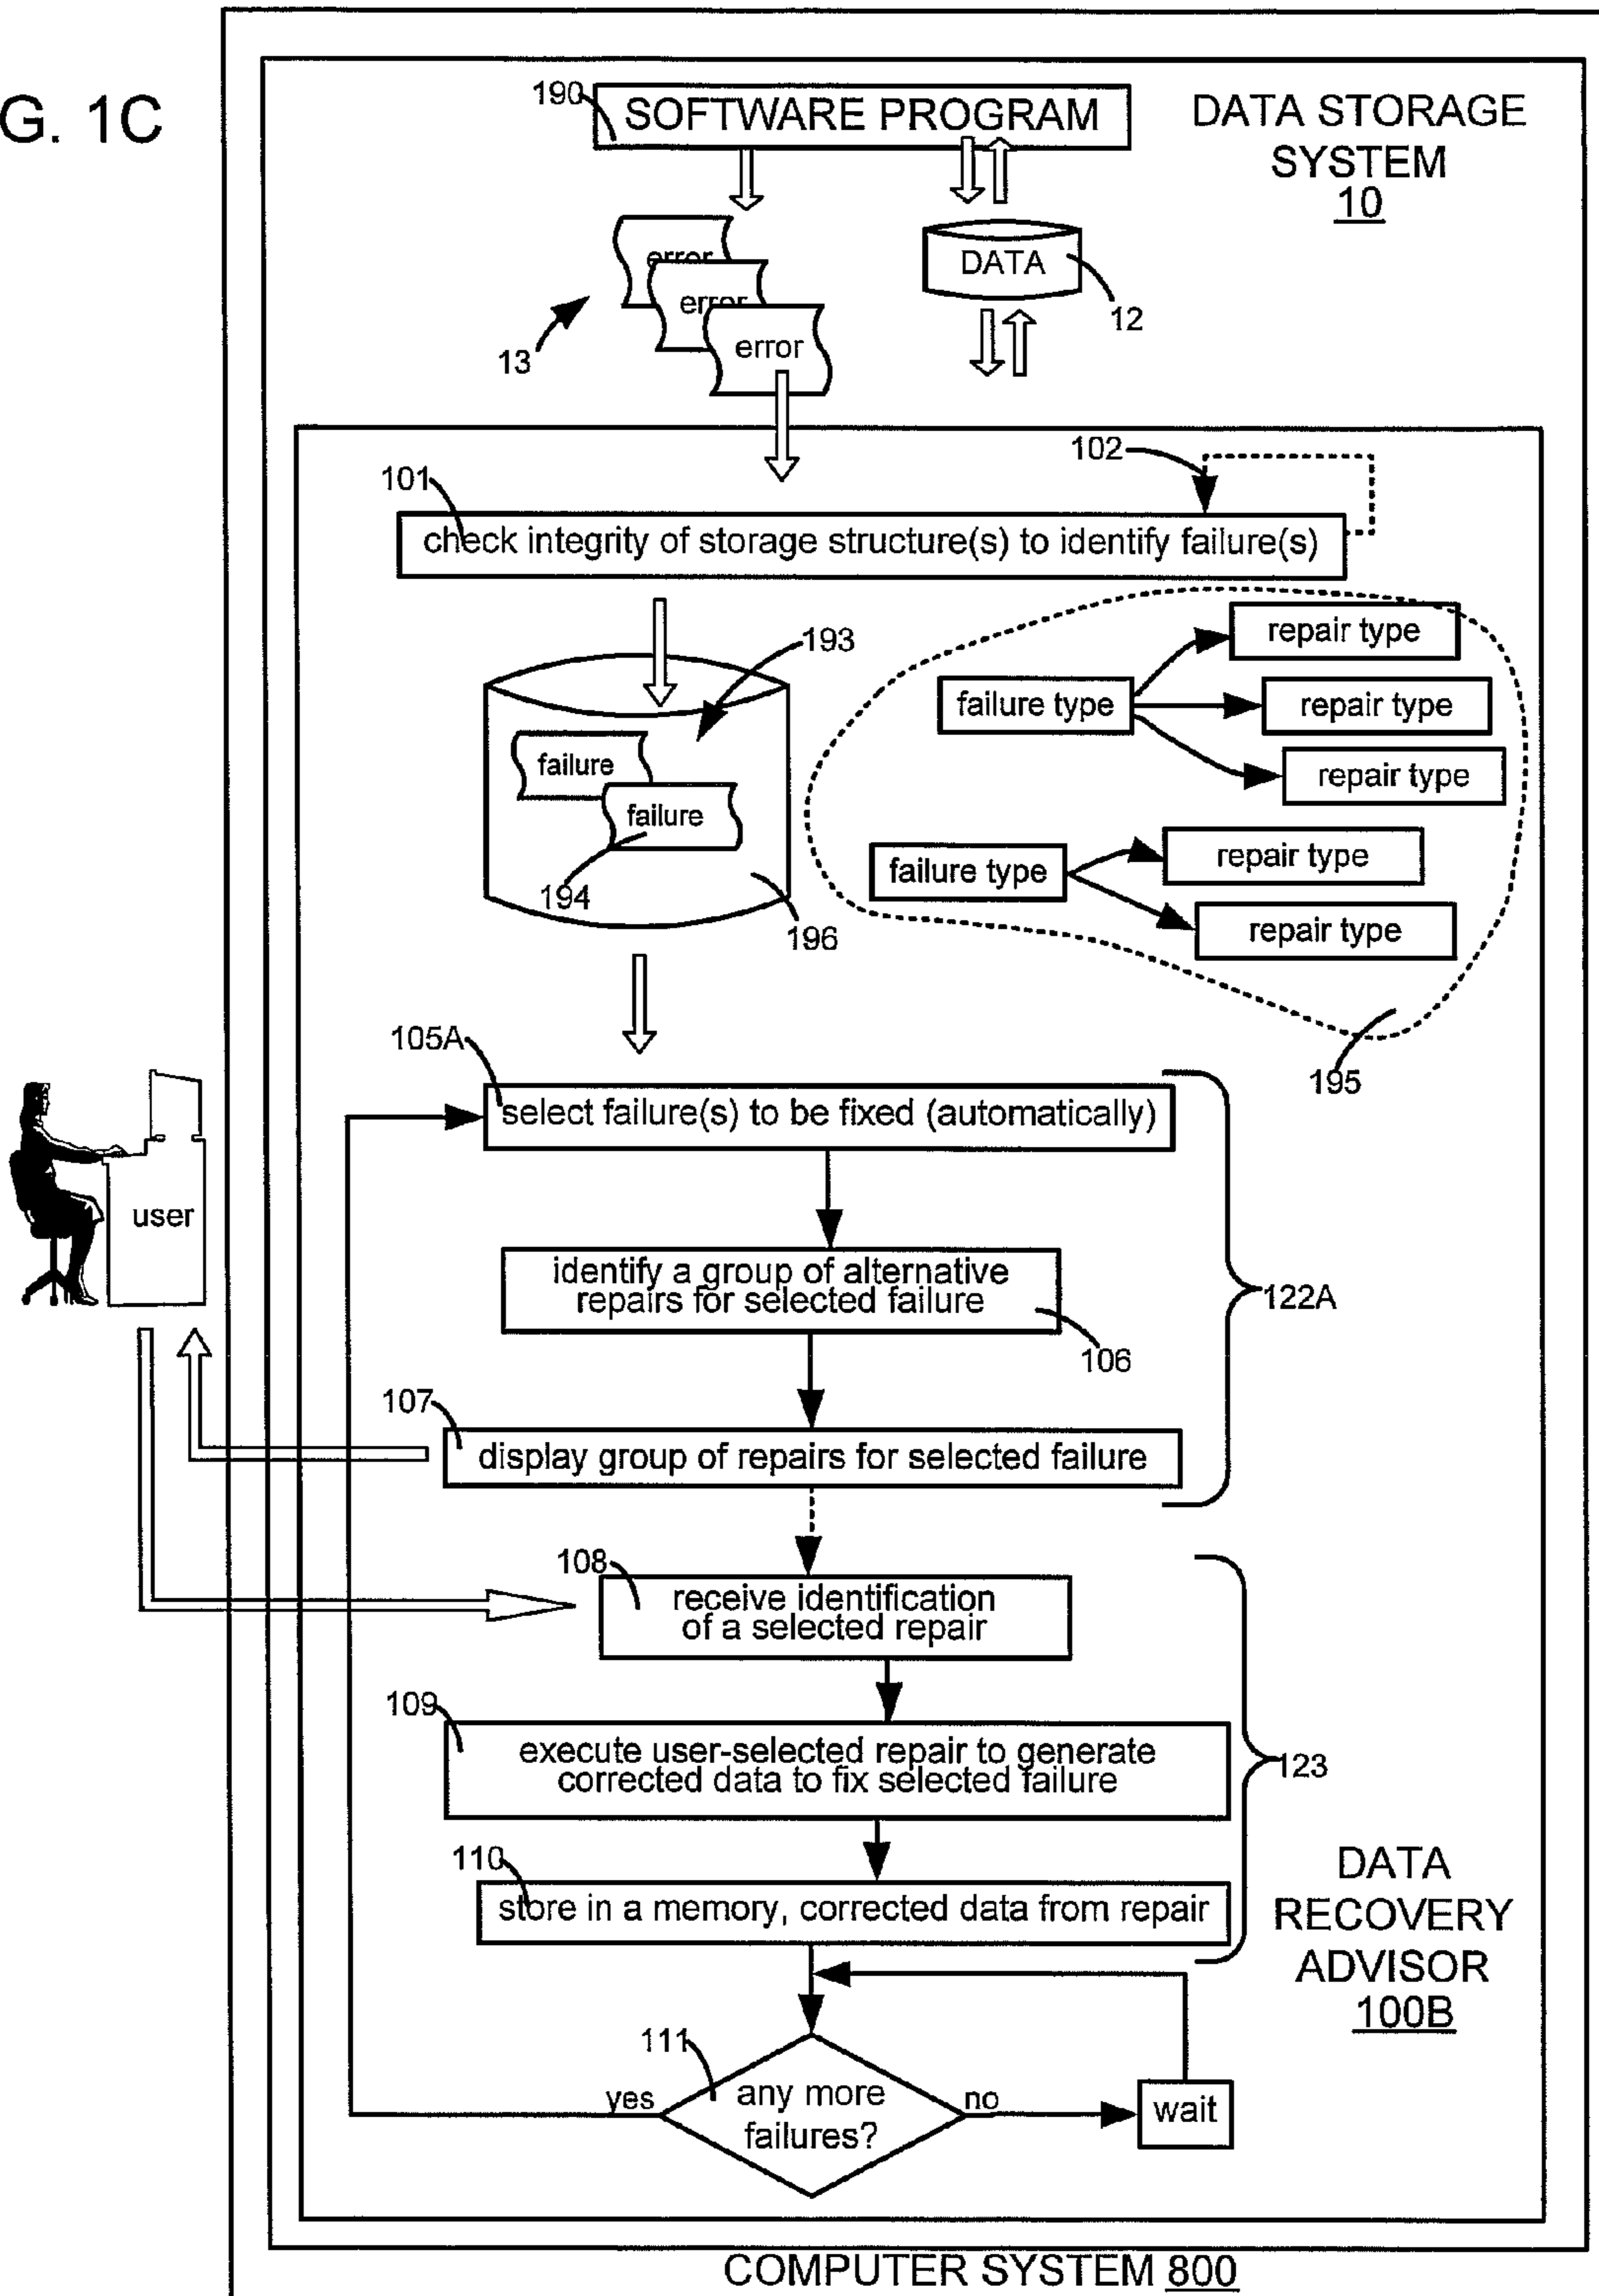 G. 1C
190
SOFTWARE PROGRAM
DATA STORAGE
SYSTEM
10
error
error
error
DATA
12
13
102
101
check integrity of storage structure(s) to identify failure(s)
193
failure
failure
194
196
failure type
repair type
repair type
repair type
failure type
repair type
repair type
195
105A
select failure(s) to be fixed (automatically)
user
identify a group of alternative
repairs for selected failure
106
122A
107
display group of repairs for selected failure
108
receive identification
of a selected repair
109
execute user-selected repair to generate
corrected data to fix selected failure
123
110
store in a memory, corrected data from repair
DATA
RECOVERY
ADVISOR
100B
111
any more
failures?
yes
no
wait
COMPUTER SYSTEM 800